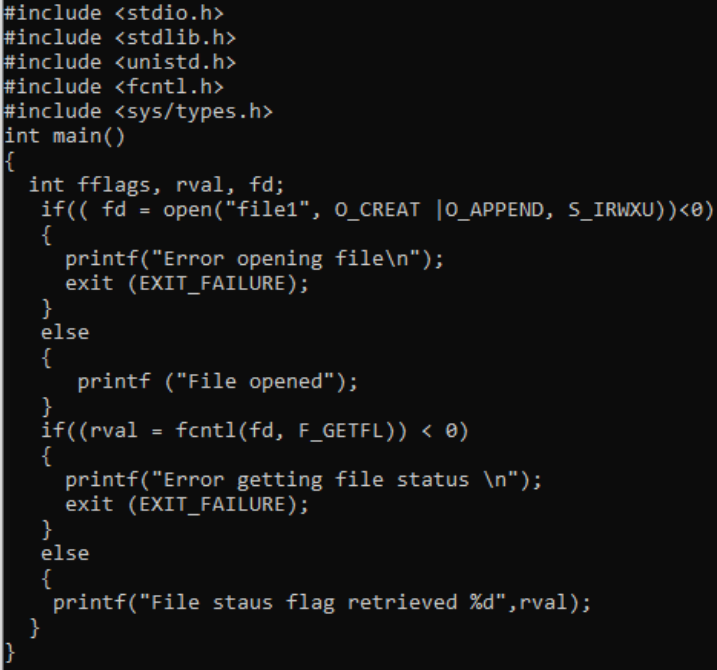 #include <stdio.h>
#include <stdlib.h>
#include <unistd.h>
#include <fcntl.h>
#include <sys/types.h>
int main()
{
  int fflags, rval, fd;
   if(( fd = open("file1", O_CREAT |O_APPEND, S_IRWXU))<0)
   {
     printf("Error opening file\n");
     exit (EXIT_FAILURE);
   }
   else
   {
      printf ("File opened");
   }
   if((rval = fcntl(fd, F_GETFL)) < 0)
   {
     printf("Error getting file status \n");
     exit (EXIT_FAILURE);
   }
   else
   {
    printf("File staus flag retrieved %d",rval);
  }
}